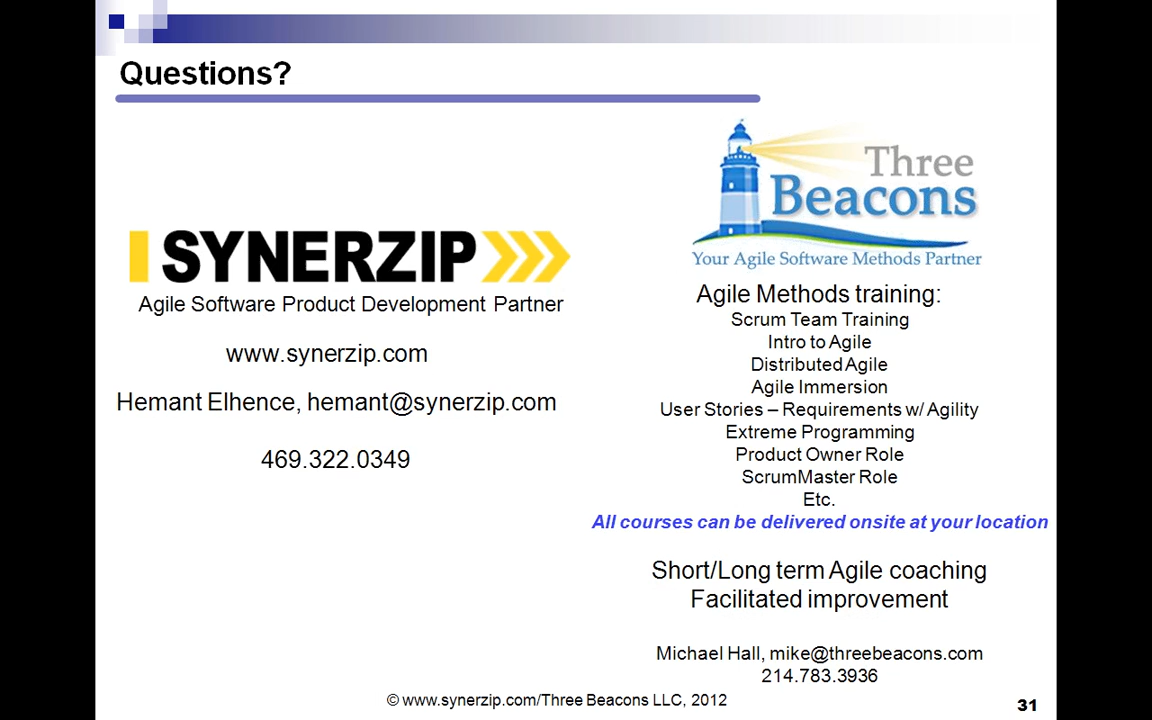 Questions?
SYNERZIP
Agile Software Product Development Partner
www.synerzip.com
Hemant Elhence, hemant@synerzip.com
469.322.0349
Three
Beacons
Your Agile Software Methods Partner
Agile Methods training:
Scrum Team Training
Intro to Agile
Distributed Agile
Agile Immersion
User Stories – Requirements w/ Agility
Extreme Programming
Product Owner Role
ScrumMaster Role
Etc.
All courses can be delivered onsite at your location
Short/Long term Agile coaching
Facilitated improvement
Michael Hall, mike@threebeacons.com
214.783.3936
© www.synerzip.com/Three Beacons LLC, 2012
31